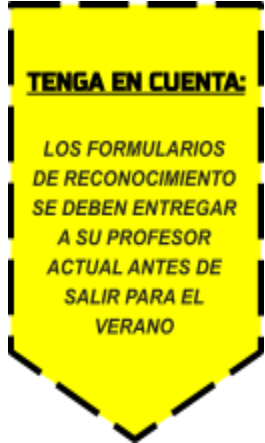 TENGA EN CUENTA:
LOS FORMULARIOS
DE RECONOCIMIENTO
SE DEBEN ENTREGAR
A SU PROFESOR
ACTUAL ANTES DE
SALIR PARA EL
VERANO